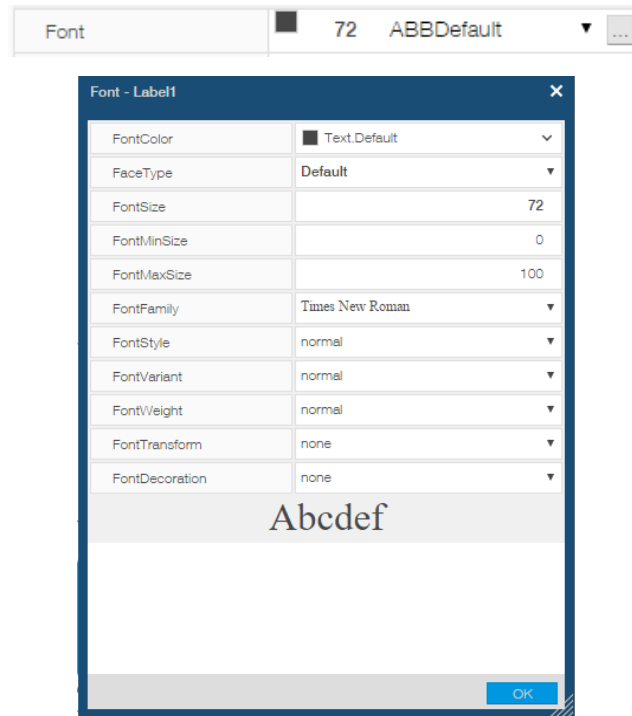 Font 72 ABBDefault ...
Font - Label1
FontColor Text.Default
FaceType Default
FontSize 72
FontMinSize 0
FontMaxSize 100
FontFamily Times New Roman
FontStyle normal
FontVariant normal
FontWeight normal
FontTransform none
FontDecoration none
Abcdef
OK